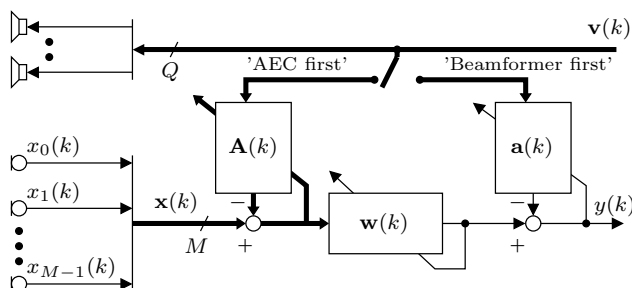 v(k)
Q
'AEC first' 'Beamformer first'
A(k) a(k)
x_0(k)
x_1(k) x(k) − − y(k)
M + w(k) +
x_{M−1}(k)